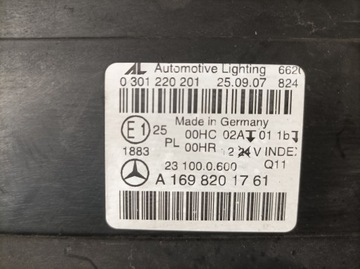 AL Automotive Lighting 662
0 301 220 201 25.09.07 824
Made in Germany
E1 25 00HC 02A 01 1b
PL 00HR 12 24 V INDEX
1883 Q11
23 100.0.600
A 169 820 17 61